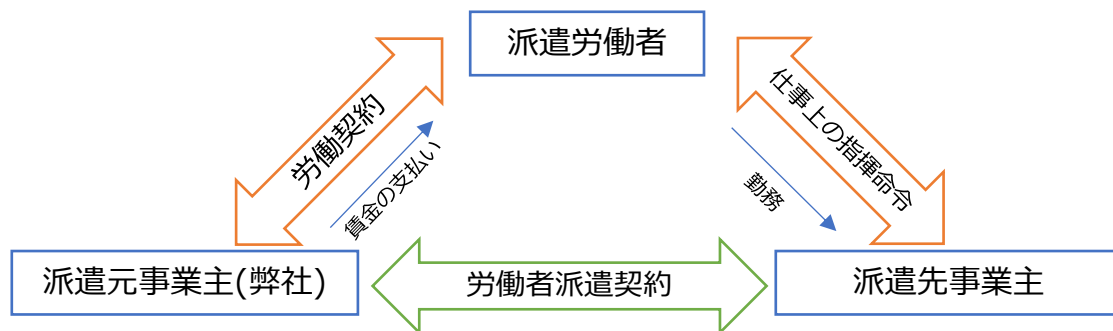 派遣労働者
労働契約
賃金の支払い
仕事上の指揮命令
勤務
派遣元事業主(弊社)
労働者派遣契約
派遣先事業主